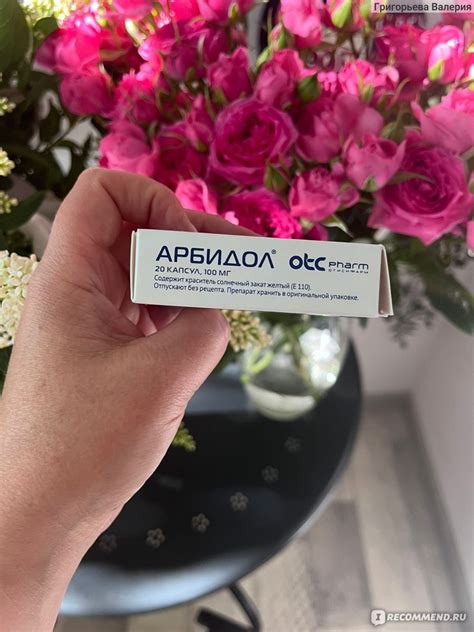 Григорьева Валерия
АРБИДОЛ® otc pharm
отисифарм
20 КАПСУЛ, 100 МГ
Содержит краситель солнечный закат желтый (Е 110).
Отпускают без рецепта. Препарат хранить в оригинальной упаковке.
iRECOMMEND.RU